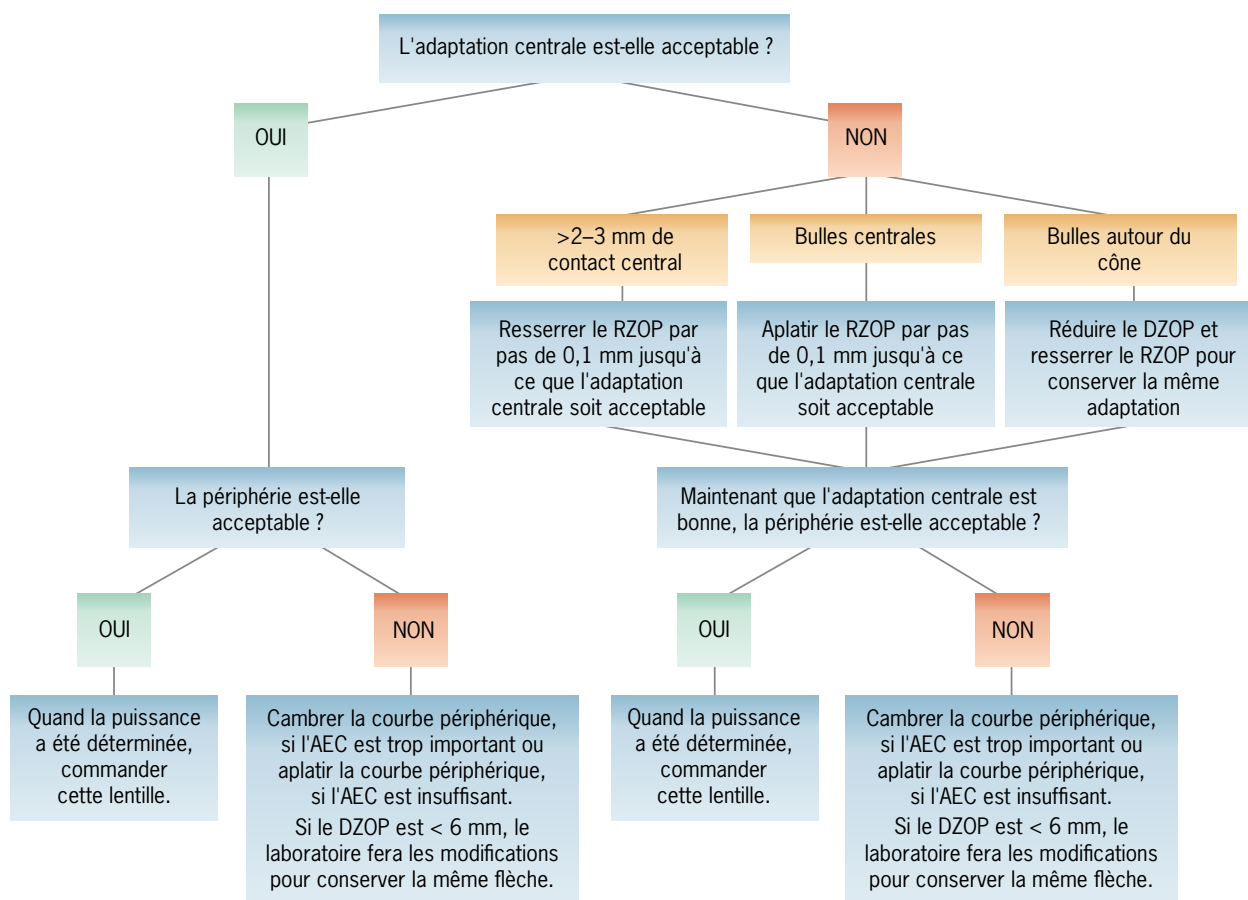 L'adaptation centrale est-elle acceptable ?
OUI
NON
>2–3 mm de
contact central
Bulles centrales
Bulles autour du
cône
Resserrer le RZOP par
pas de 0,1 mm jusqu'à
ce que l'adaptation
centrale soit acceptable
Aplatir le RZOP par pas
de 0,1 mm jusqu'à ce
que l'adaptation centrale
soit acceptable
Réduire le DZOP et
resserrer le RZOP pour
conserver la même
adaptation
La périphérie est-elle
acceptable ?
Maintenant que l'adaptation centrale est
bonne, la périphérie est-elle acceptable ?
OUI
NON
OUI
NON
Quand la puissance
a été déterminée,
commander
cette lentille.
Cambrer la courbe périphérique,
si l'AEC est trop important ou
aplatir la courbe périphérique,
si l'AEC est insuffisant.
Si le DZOP est < 6 mm, le
laboratoire fera les modifications
pour conserver la même flèche.
Quand la puissance
a été déterminée,
commander
cette lentille.
Cambrer la courbe périphérique,
si l'AEC est trop important ou
aplatir la courbe périphérique,
si l'AEC est insuffisant.
Si le DZOP est < 6 mm, le
laboratoire fera les modifications
pour conserver la même flèche.